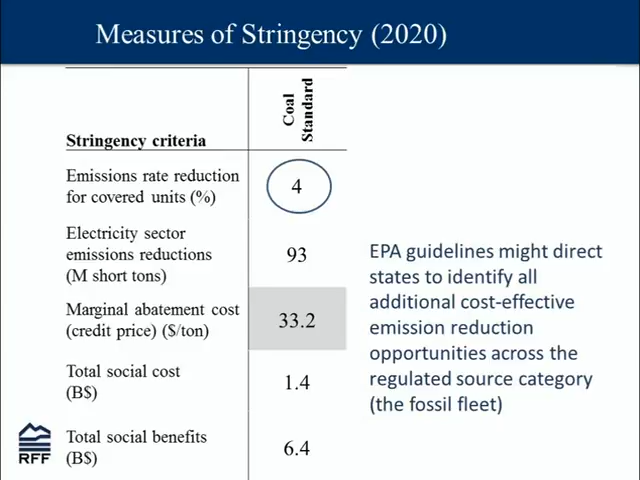 Measures of Stringency (2020)
Coal
Standard
Stringency criteria
Emissions rate reduction
for covered units (%)
4
Electricity sector
emissions reductions
(M short tons)
93
Marginal abatement cost
(credit price) ($/ton)
33.2
Total social cost
(B$)
1.4
Total social benefits
(B$)
6.4
EPA guidelines might direct
states to identify all
additional cost-effective
emission reduction
opportunities across the
regulated source category
(the fossil fleet)
RFF